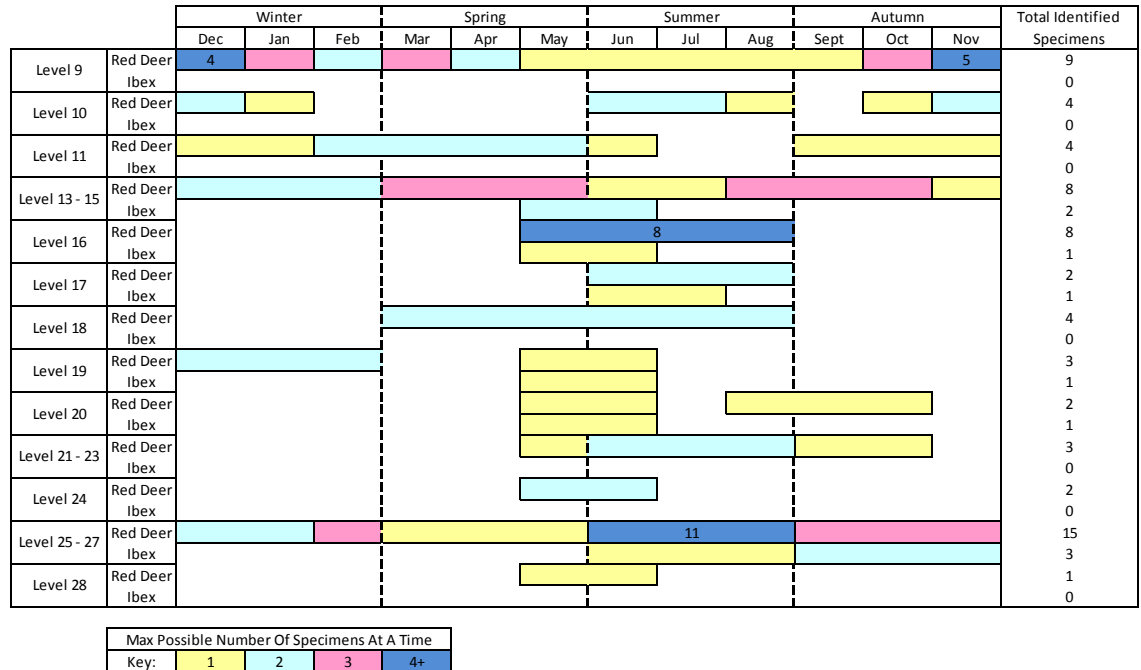 Winter Spring Summer Autumn Total Identified
Dec Jan Feb Mar Apr May Jun Jul Aug Sept Oct Nov Specimens
Level 9 Red Deer 4 5 9
Ibex 0
Level 10 Red Deer 4
Ibex 0
Level 11 Red Deer 4
Ibex 0
Level 13 - 15 Red Deer 8
Ibex 2
Level 16 Red Deer 8 8
Ibex 1
Level 17 Red Deer 2
Ibex 1
Level 18 Red Deer 4
Ibex 0
Level 19 Red Deer 3
Ibex 1
Level 20 Red Deer 2
Ibex 1
Level 21 - 23 Red Deer 3
Ibex 0
Level 24 Red Deer 2
Ibex 0
Level 25 - 27 Red Deer 11 15
Ibex 3
Level 28 Red Deer 1
Ibex 0
Max Possible Number Of Specimens At A Time
Key: 1 2 3 4+